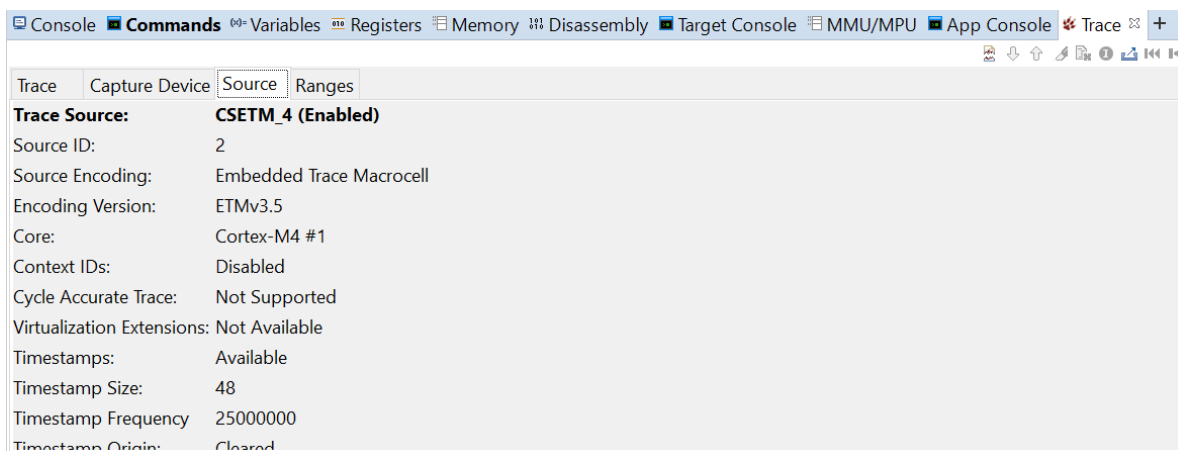 Console Commands Variables Registers Memory Disassembly Target Console MMU/MPU App Console Trace
Trace Capture Device Source Ranges
Trace Source: CSETM_4 (Enabled)
Source ID: 2
Source Encoding: Embedded Trace Macrocell
Encoding Version: ETMv3.5
Core: Cortex-M4 #1
Context IDs: Disabled
Cycle Accurate Trace: Not Supported
Virtualization Extensions: Not Available
Timestamps: Available
Timestamp Size: 48
Timestamp Frequency 25000000
Timestamp Origin: Cleared